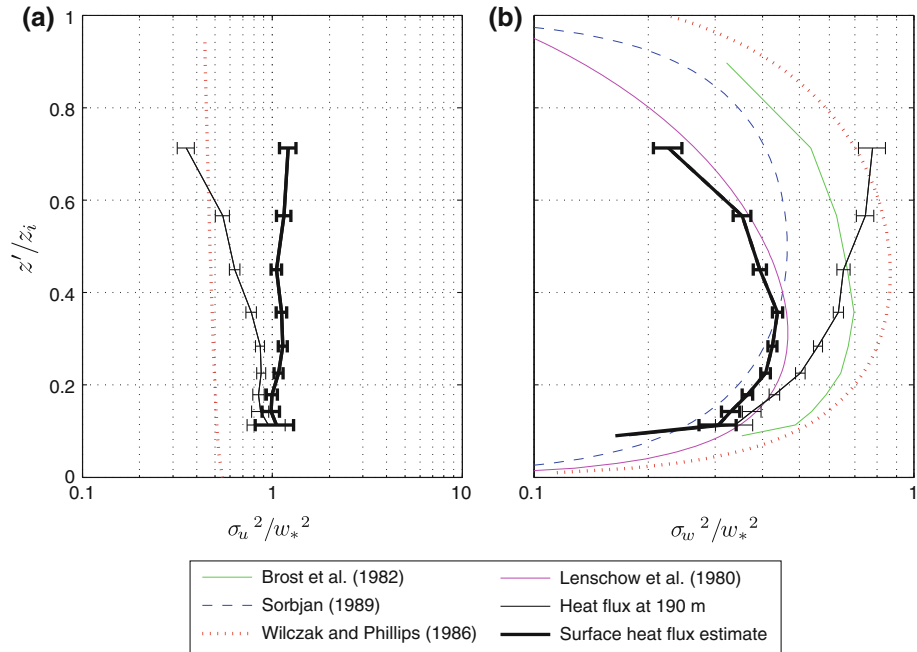 (a)
(b)
1
0.8
0.6
0.4
0.2
0
z'/z_i
0.1
1
10
0.1
1
σ_u²/w_*²
σ_w²/w_*²
Brost et al. (1982)
Sorbjan (1989)
Wilczak and Phillips (1986)
Lenschow et al. (1980)
Heat flux at 190 m
Surface heat flux estimate